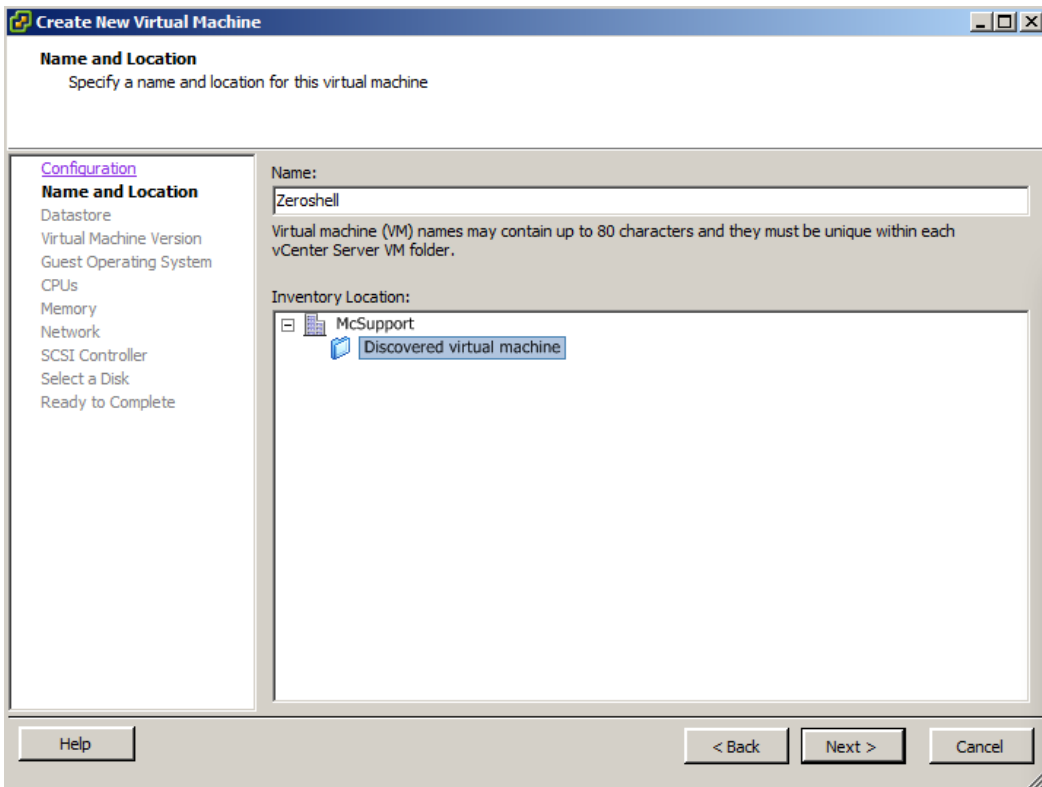 Create New Virtual Machine
Name and Location
Specify a name and location for this virtual machine
Configuration
Name and Location
Datastore
Virtual Machine Version
Guest Operating System
CPUs
Memory
Network
SCSI Controller
Select a Disk
Ready to Complete
Name:
Zeroshell
Virtual machine (VM) names may contain up to 80 characters and they must be unique within each
vCenter Server VM folder.
Inventory Location:
McSupport
Discovered virtual machine
Help
< Back
Next >
Cancel